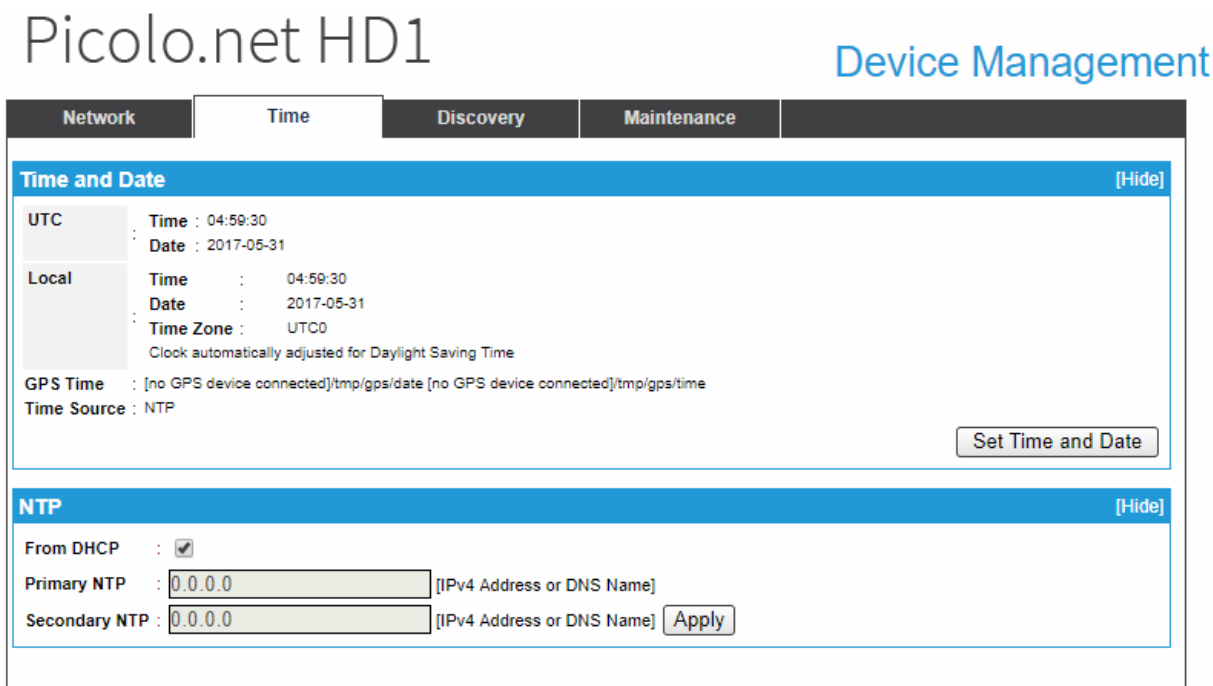 Picolo.net HD1
Device Management
Network Time Discovery Maintenance
Time and Date [Hide]
UTC : Time : 04:59:30
Date : 2017-05-31
Local : Time : 04:59:30
Date : 2017-05-31
Time Zone : UTC0
Clock automatically adjusted for Daylight Saving Time
GPS Time : [no GPS device connected]/tmp/gps/date [no GPS device connected]/tmp/gps/time
Time Source : NTP
Set Time and Date
NTP [Hide]
From DHCP :
Primary NTP : 0.0.0.0 [IPv4 Address or DNS Name]
Secondary NTP : 0.0.0.0 [IPv4 Address or DNS Name] Apply